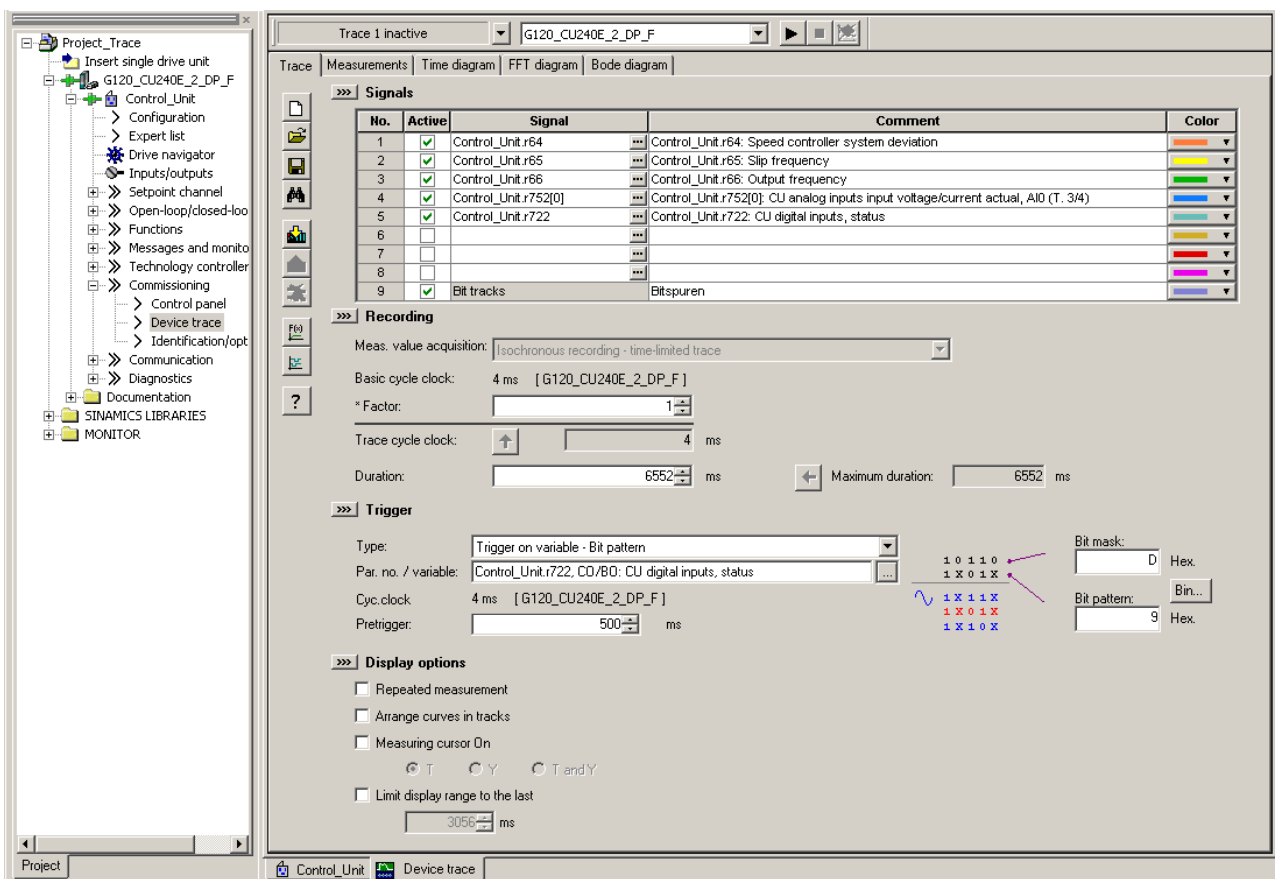 Project_Trace
Insert single drive unit
G120_CU240E_2_DP_F
Control_Unit
Configuration
Expert list
Drive navigator
Inputs/outputs
Setpoint channel
Open-loop/closed-loo
Functions
Messages and monito
Technology controller
Commissioning
Control panel
Device trace
Identification/opt
Communication
Diagnostics
Documentation
SINAMICS LIBRARIES
MONITOR
Project
Trace 1 inactive G120_CU240E_2_DP_F
Trace Measurements Time diagram FFT diagram Bode diagram
>>> Signals
No. Active Signal Comment Color
1 Control_Unit.r64 ... Control_Unit.r64: Speed controller system deviation
2 Control_Unit.r65 ... Control_Unit.r65: Slip frequency
3 Control_Unit.r66 ... Control_Unit.r66: Output frequency
4 Control_Unit.r752[0] ... Control_Unit.r752[0]: CU analog inputs input voltage/current actual, AI0 (T. 3/4)
5 Control_Unit.r722 ... Control_Unit.r722: CU digital inputs, status
6 ...
7 ...
8 ...
9 Bit tracks Bitspuren
F(x)
?
>>> Recording
Meas. value acquisition: Isochronous recording - time-limited trace
Basic cycle clock: 4 ms [ G120_CU240E_2_DP_F ]
* Factor: 1
Trace cycle clock: 4 ms
Duration: 6552 ms Maximum duration: 6552 ms
>>> Trigger
Type: Trigger on variable - Bit pattern
Par. no. / variable: Control_Unit.r722, CO/BO: CU digital inputs, status ...
Cyc.clock 4 ms [ G120_CU240E_2_DP_F ]
Pretrigger: 500 ms
1 0 1 1 0
1 X 0 1 X
1 X 1 1 X
1 X 0 1 X
1 X 1 0 X
Bit mask:
D Hex.
Bin...
Bit pattern:
9 Hex.
>>> Display options
Repeated measurement
Arrange curves in tracks
Measuring cursor On
T Y T and Y
Limit display range to the last
3056 ms
Control_Unit Device trace